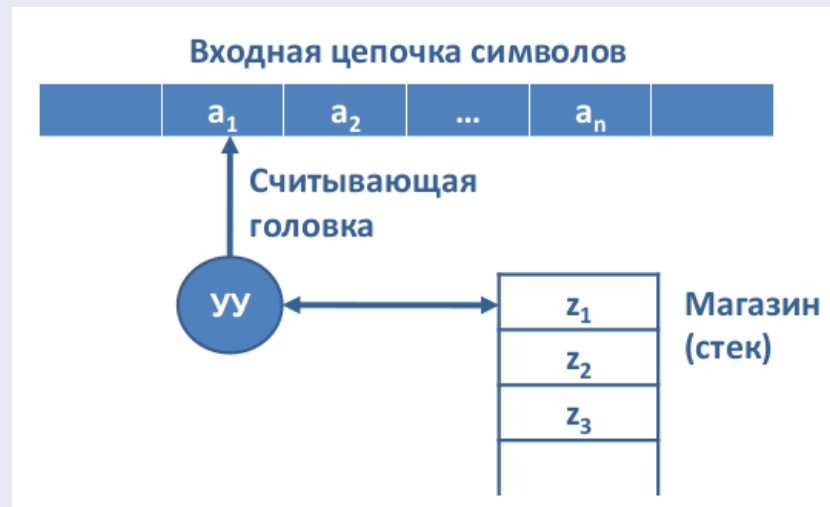 Входная цепочка символов
a1 a2 ... an
Считывающая
головка
УУ
z1
Магазин
(стек)
z2
z3